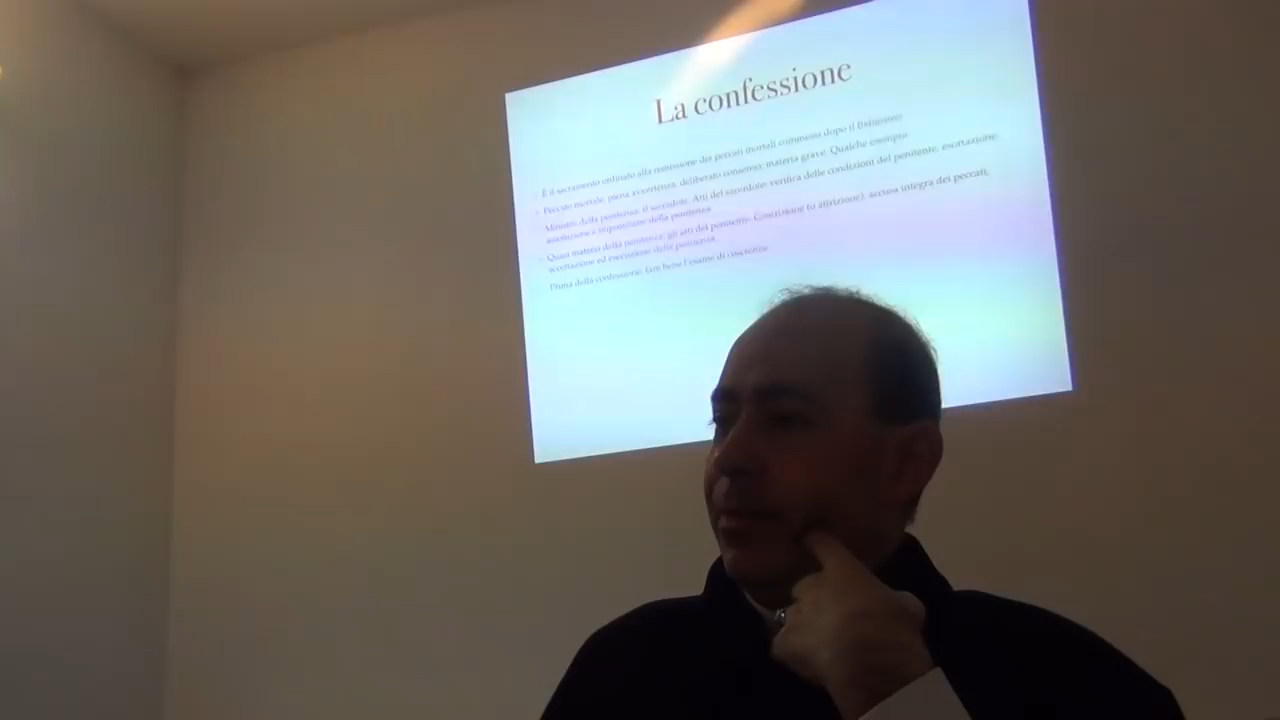 La confessione
È il sacramento ordinato alla remissione dei peccati mortali commessi dopo il Battesimo
Peccato mortale: piena avvertenza, deliberato consenso, materia grave. Qualche esempio.
Ministro della penitenza: il sacerdote. Atti del sacerdote: verifica delle condizioni del penitente, esortazione,
assoluzione e imposizione della penitenza.
Quasi materia della penitenza: gli atti del penitente. Contrizione (o attrizione), accusa integra dei peccati,
accettazione ed esecuzione della penitenza.
Prima della confessione: fare bene l'esame di coscienza